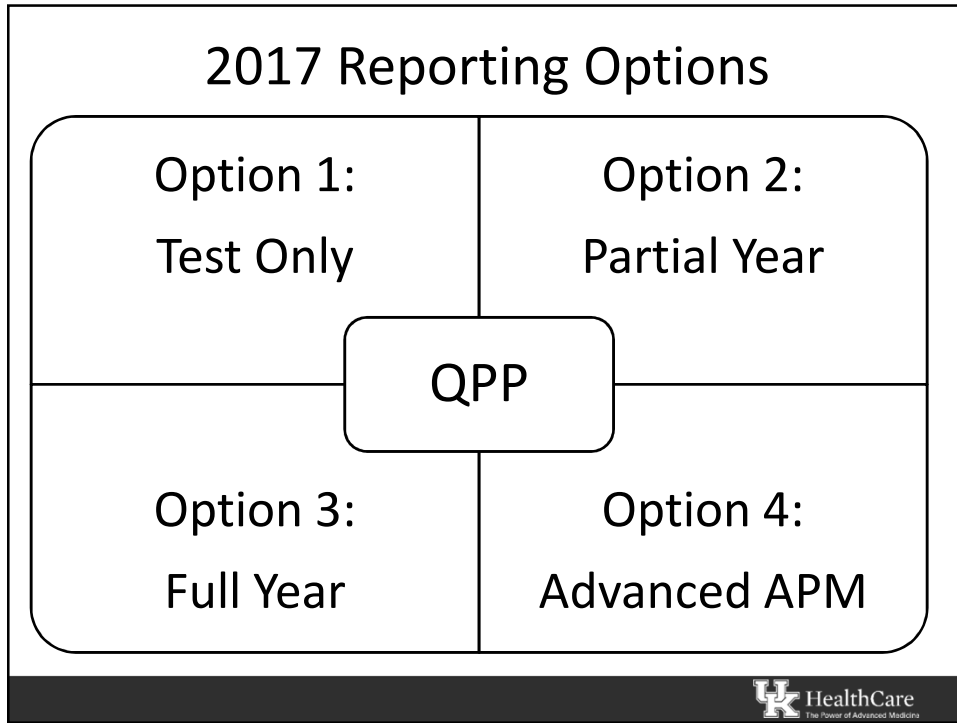 2017 Reporting Options
Option 1:
Test Only
Option 2:
Partial Year
QPP
Option 3:
Full Year
Option 4:
Advanced APM
UK HealthCare
The Power of Advanced Medicine